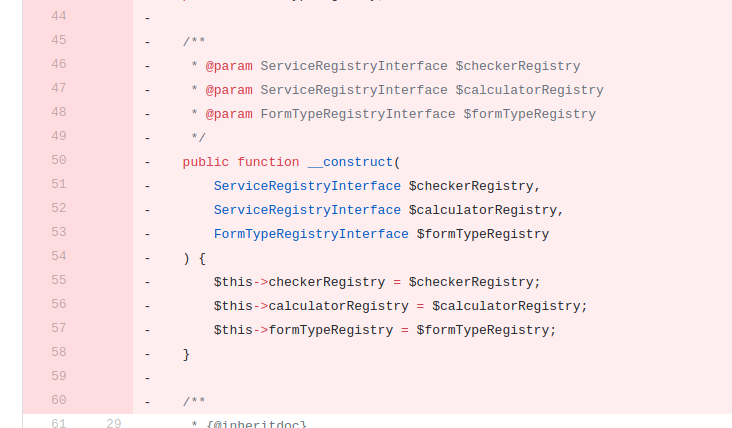 44 -
45 - /**
46 - * @param ServiceRegistryInterface $checkerRegistry
47 - * @param ServiceRegistryInterface $calculatorRegistry
48 - * @param FormTypeRegistryInterface $formTypeRegistry
49 - */
50 - public function __construct(
51 - ServiceRegistryInterface $checkerRegistry,
52 - ServiceRegistryInterface $calculatorRegistry,
53 - FormTypeRegistryInterface $formTypeRegistry
54 - ) {
55 - $this->checkerRegistry = $checkerRegistry;
56 - $this->calculatorRegistry = $calculatorRegistry;
57 - $this->formTypeRegistry = $formTypeRegistry;
58 - }
59 -
60 - /**
61 29 * {@inheritdoc}